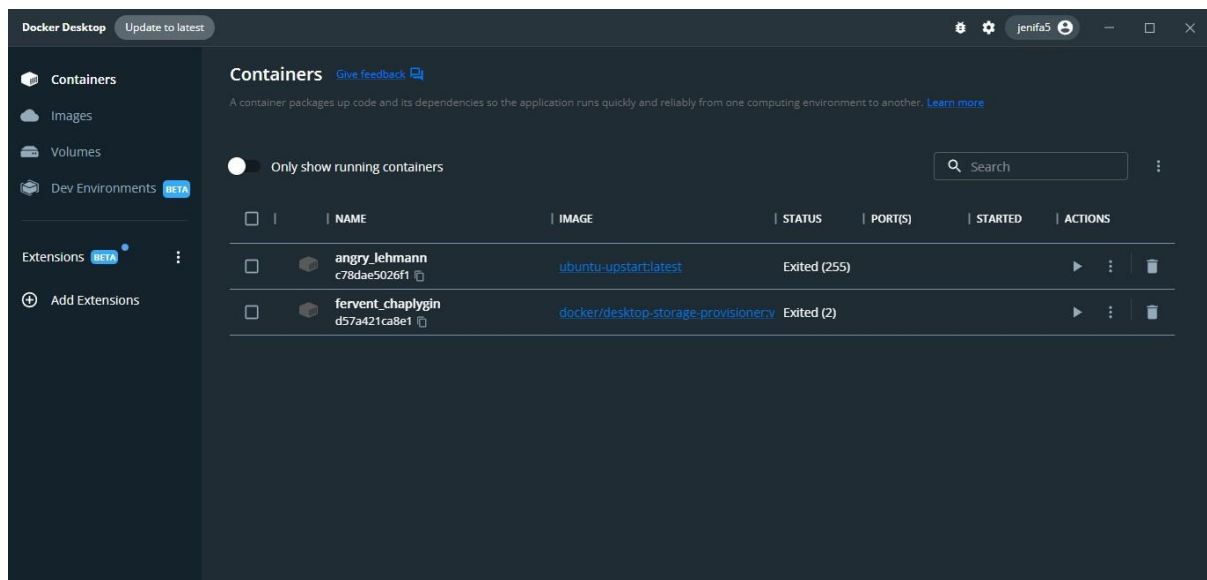 Docker Desktop Update to latest jenifa5
Containers
Images
Volumes
Dev Environments BETA
Extensions BETA
Add Extensions
Containers Give feedback
A container packages up code and its dependencies so the application runs quickly and reliably from one computing environment to another. Learn more
Only show running containers Search
NAME IMAGE STATUS PORT(S) STARTED ACTIONS
angry_lehmann
c78dae5026f1 ubuntu-upstart:latest Exited (255)
fervent_chaplygin
d57a421ca8e1 docker/desktop-storage-provisioner:v Exited (2)